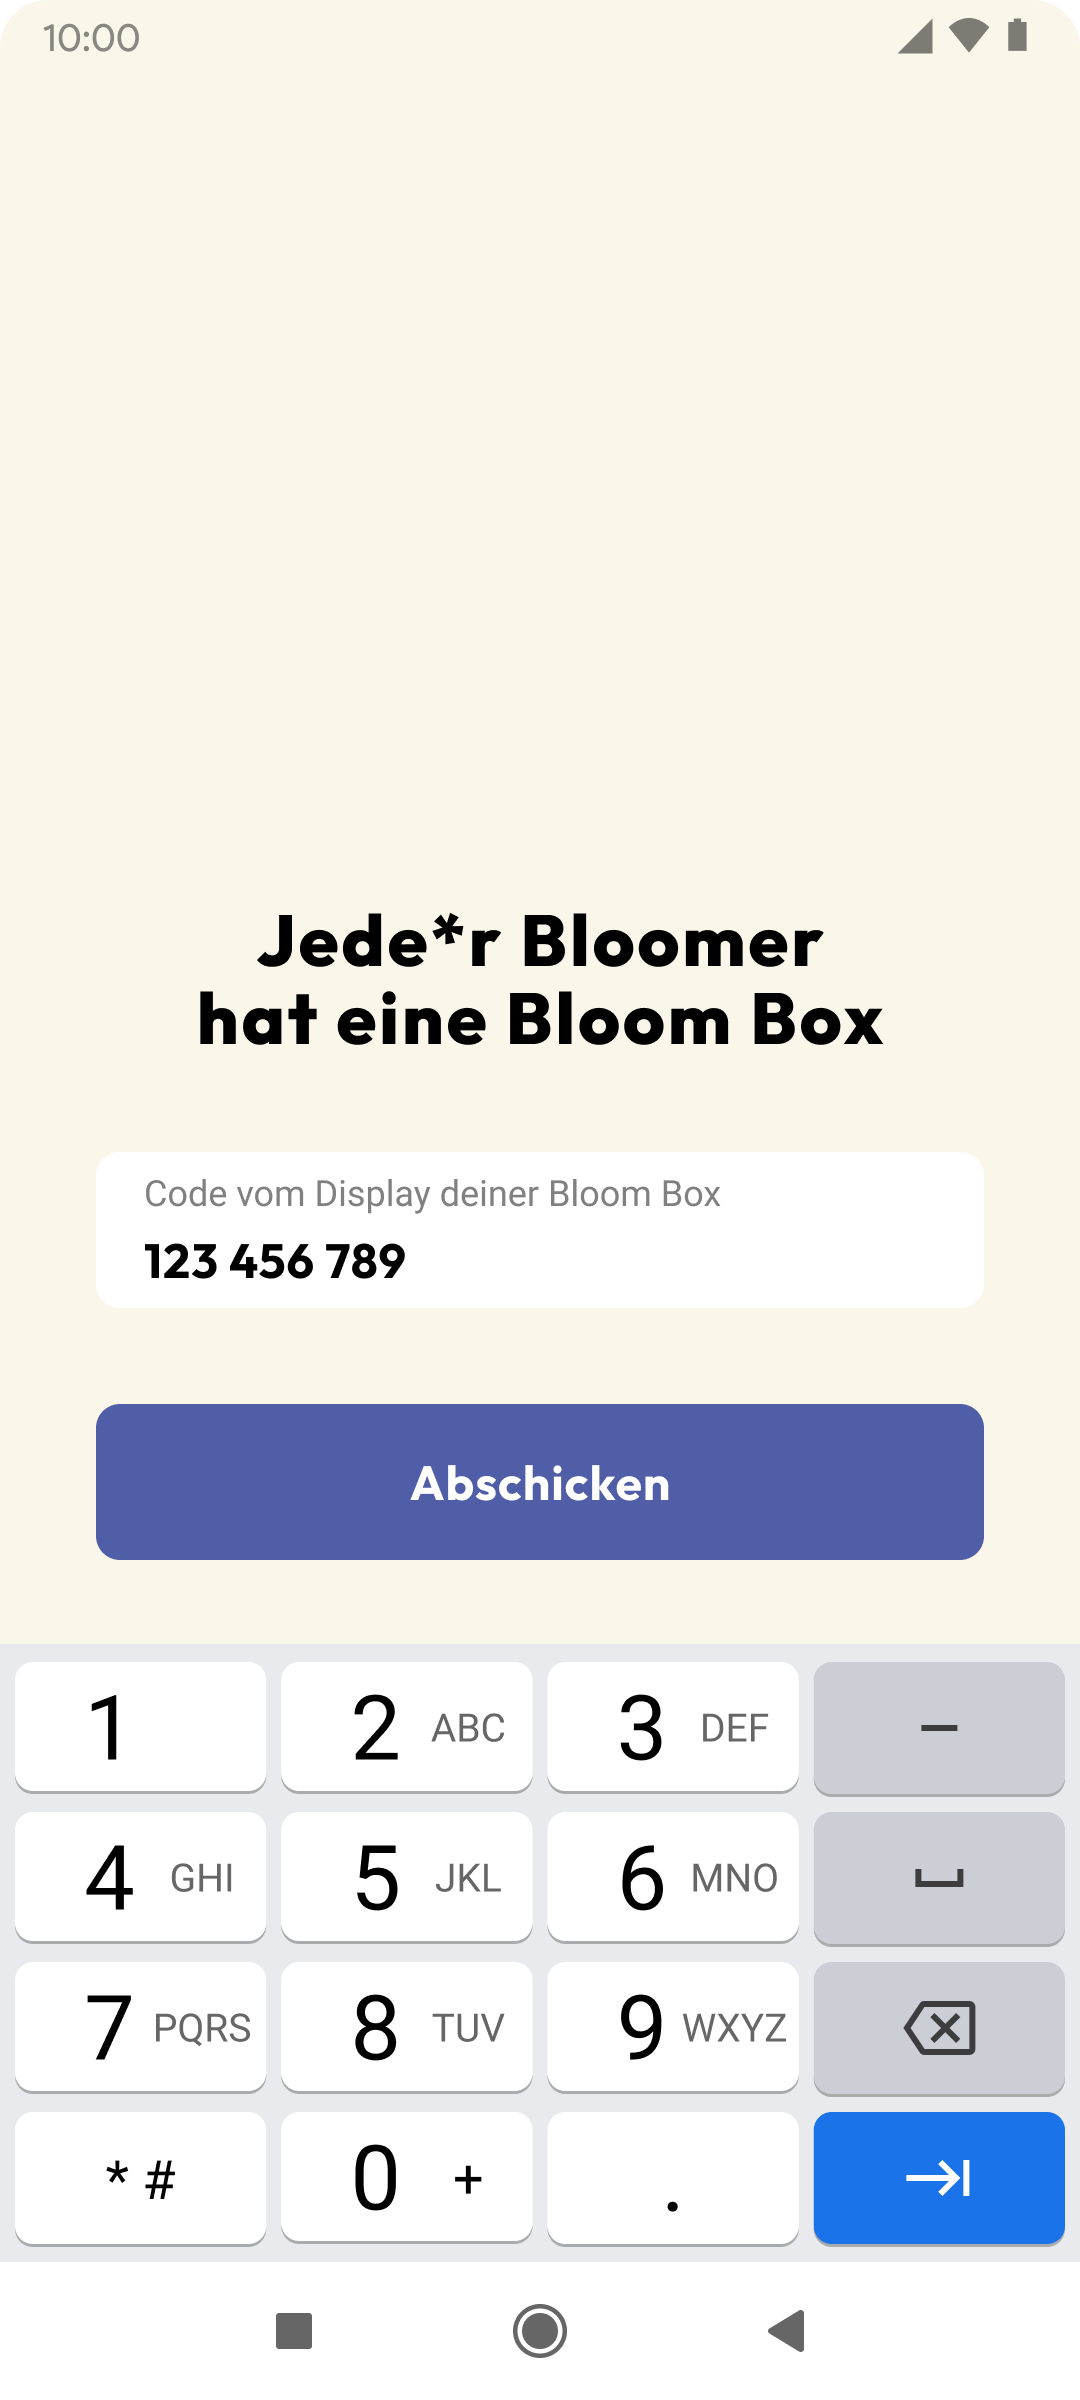 10:00
Jede*r Bloomer
hat eine Bloom Box
Code vom Display deiner Bloom Box
123 456 789
Abschicken
1 2 ABC 3 DEF –
4 GHI 5 JKL 6 MNO
7 PQRS 8 TUV 9 WXYZ
* # 0 + .